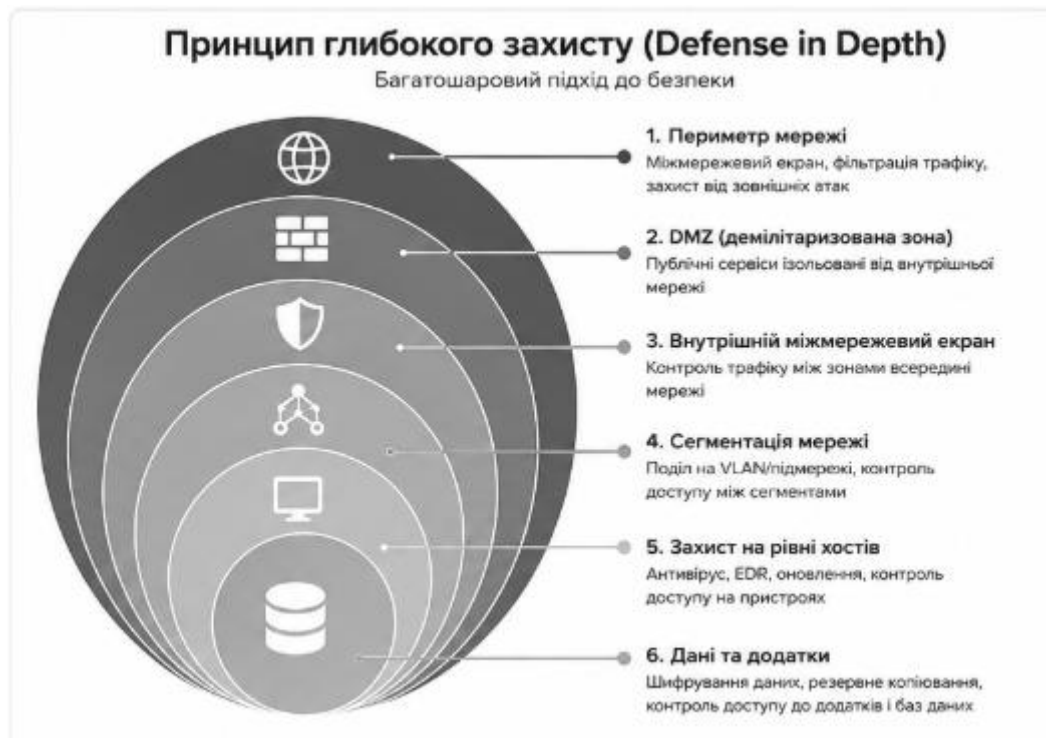 Принцип глибокого захисту (Defense in Depth)
Багатошаровий підхід до безпеки
1. Периметр мережі
Міжмережевий екран, фільтрація трафіку,
захист від зовнішніх атак
2. DMZ (демілітаризована зона)
Публічні сервіси ізольовані від внутрішньої
мережі
3. Внутрішній міжмережевий екран
Контроль трафіку між зонами всередині
мережі
4. Сегментація мережі
Поділ на VLAN/підмережі, контроль
доступу між сегментами
5. Захист на рівні хостів
Антивірус, EDR, оновлення, контроль
доступу на пристроях
6. Дані та додатки
Шифрування даних, резервне копіювання,
контроль доступу до додатків і баз даних